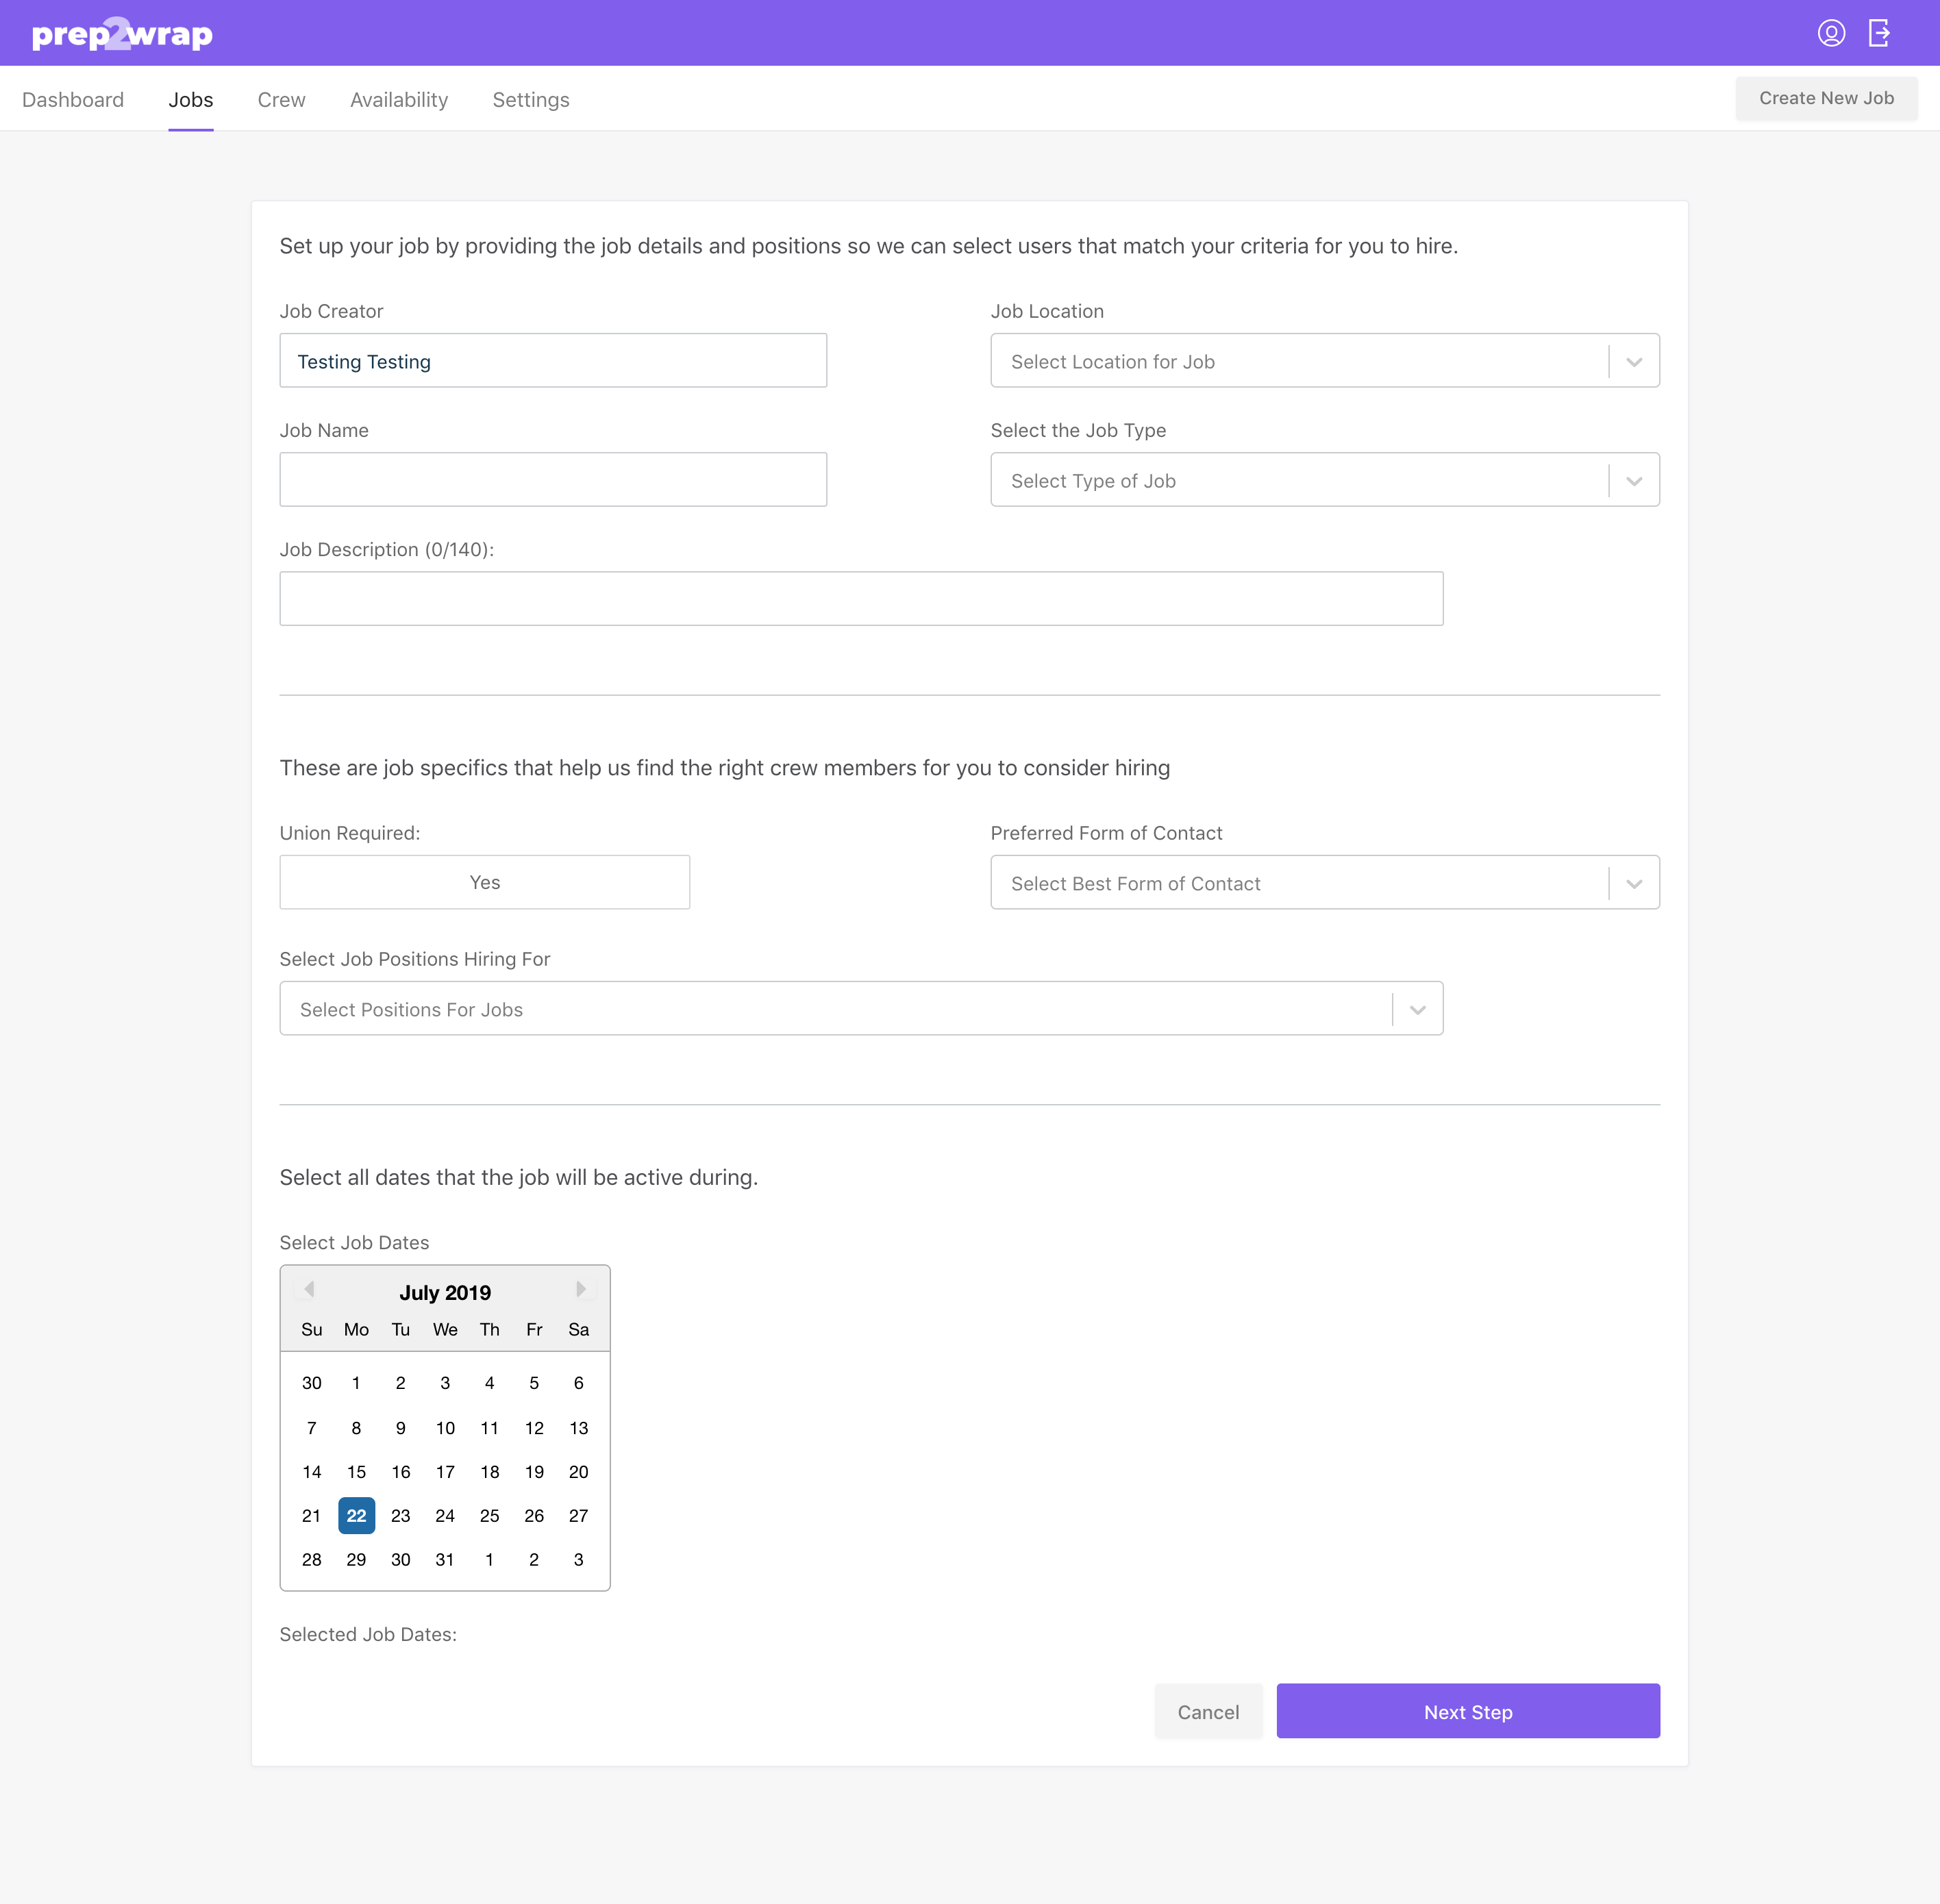 prep2wrap
Dashboard Jobs Crew Availability Settings Create New Job
Set up your job by providing the job details and positions so we can select users that match your criteria for you to hire.
Job Creator Job Location
Testing Testing Select Location for Job
Job Name Select the Job Type
Select Type of Job
Job Description (0/140):
These are job specifics that help us find the right crew members for you to consider hiring
Union Required: Preferred Form of Contact
Yes Select Best Form of Contact
Select Job Positions Hiring For
Select Positions For Jobs
Select all dates that the job will be active during.
Select Job Dates
July 2019
Su Mo Tu We Th Fr Sa
30 1 2 3 4 5 6
7 8 9 10 11 12 13
14 15 16 17 18 19 20
21 22 23 24 25 26 27
28 29 30 31 1 2 3
Selected Job Dates:
Cancel Next Step